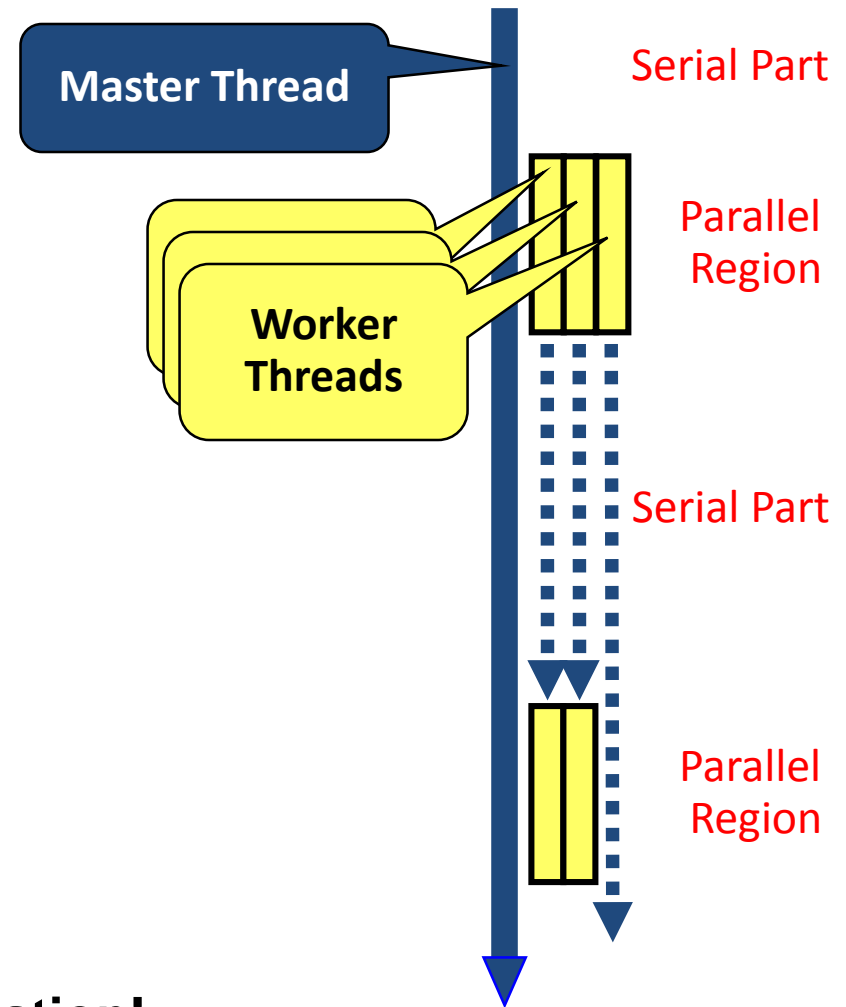 Master Thread
Serial Part
Parallel
Region
Worker
Threads
Serial Part
Parallel
Region